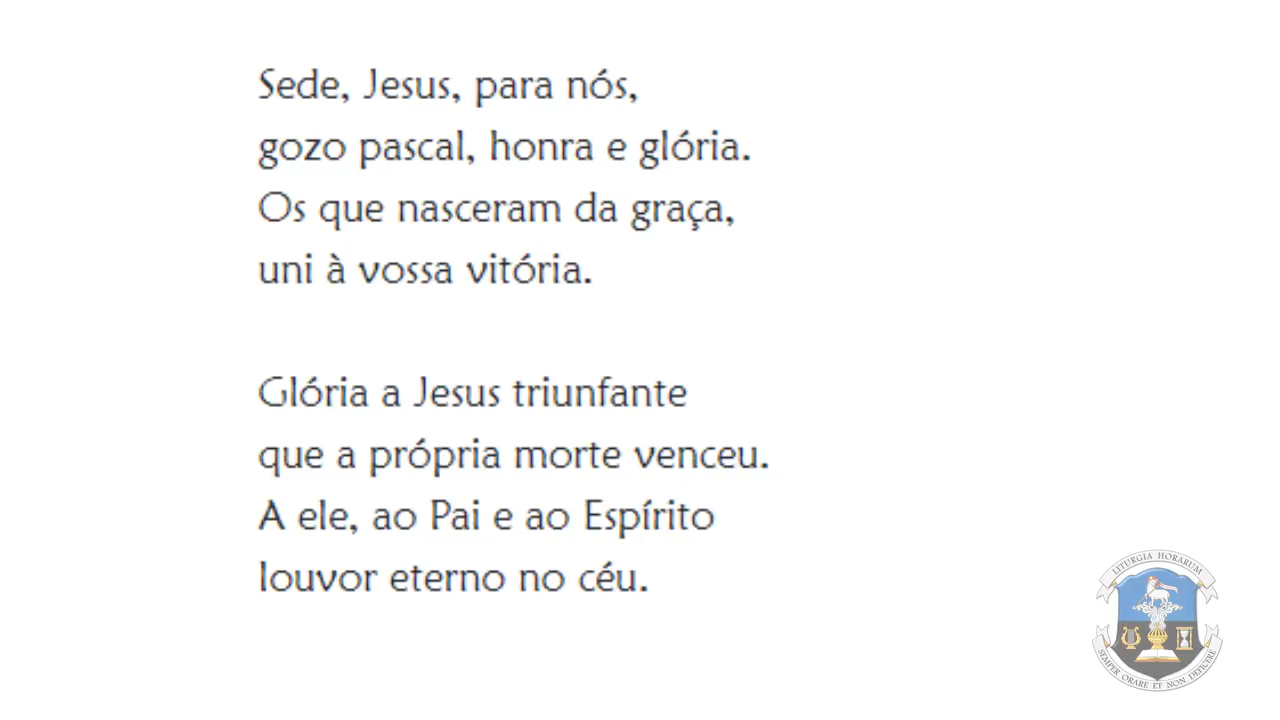 Sede, Jesus, para nós,
gozo pascal, honra e glória.
Os que nasceram da graça,
uni à vossa vitória.
Glória a Jesus triunfante
que a própria morte venceu.
A ele, ao Pai e ao Espírito
louvor eterno no céu.
LITURGIA HORARUM
SEMPER ORARE ET NON DEFICERE